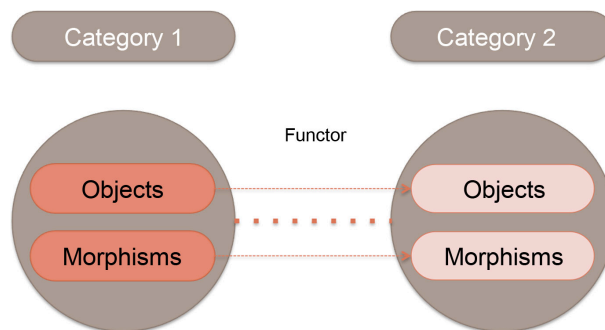 Category 1
Category 2
Functor
Objects
Objects
Morphisms
Morphisms